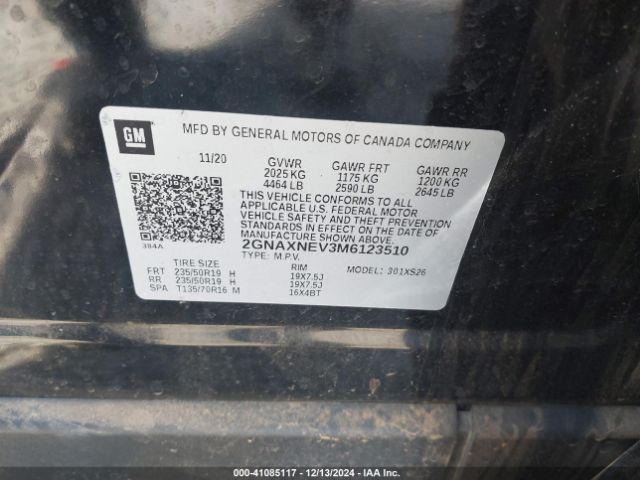 GM
MFD BY GENERAL MOTORS OF CANADA COMPANY
11/20 GVWR GAWR FRT GAWR RR
2025 KG 1175 KG 1200 KG
4464 LB 2590 LB 2645 LB
THIS VEHICLE CONFORMS TO ALL
APPLICABLE U.S. FEDERAL MOTOR
VEHICLE SAFETY AND THEFT PREVENTION
STANDARDS IN EFFECT ON THE DATE OF
MANUFACTURE SHOWN ABOVE.
384A
2GNAXNEV3M6123510
TYPE: M.P.V. MODEL: 301XS26
TIRE SIZE RIM
FRT 235/50R19 H 19X7.5J
RR 235/50R19 H 19X7.5J
SPA T135/70R16 M 16X4BT
00-41085117 - 12/13/2024 - IAA Inc.